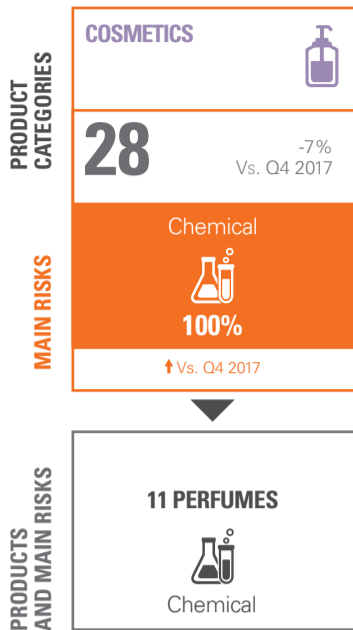 PRODUCT
CATEGORIES
COSMETICS
28
-7%
Vs. Q4 2017
MAIN RISKS
Chemical
100%
Vs. Q4 2017
PRODUCTS
AND MAIN RISKS
11 PERFUMES
Chemical